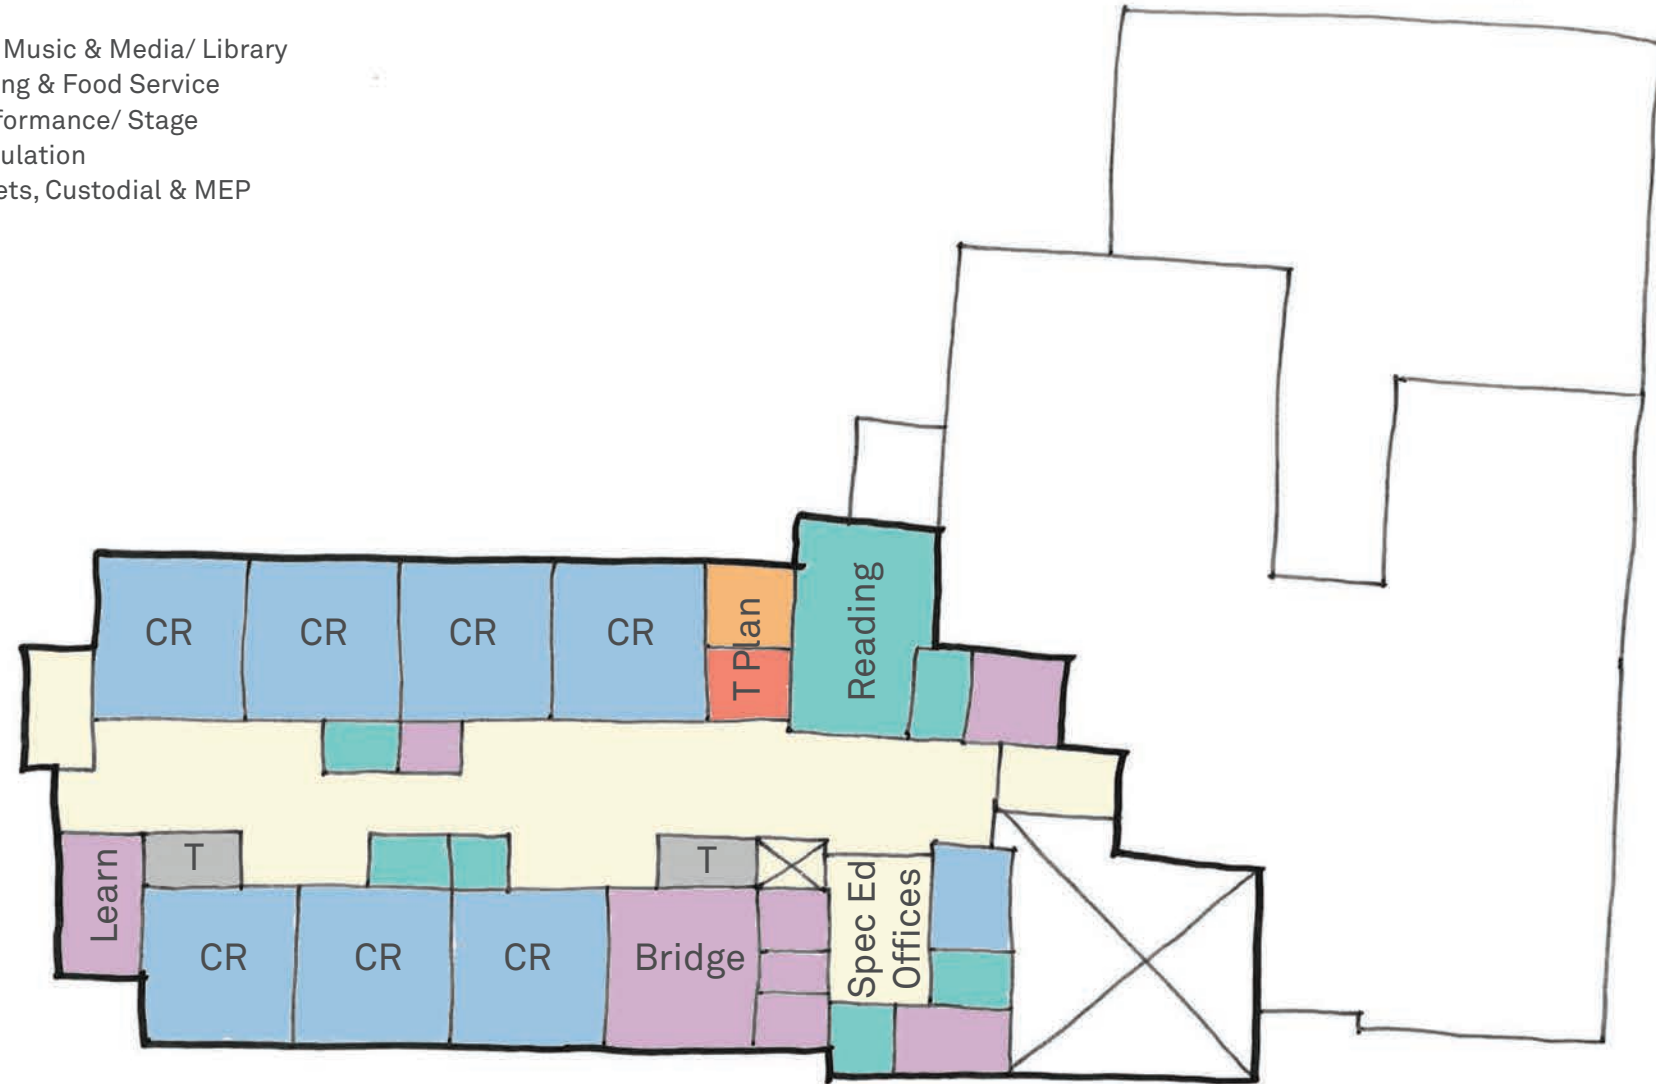 Music & Media/ Library
ng & Food Service
formance/ Stage
ulation
ets, Custodial & MEP
CR
CR
CR
CR
T Plan
Reading
Learn
T
T
CR
CR
CR
Bridge
Spec Ed
Offices